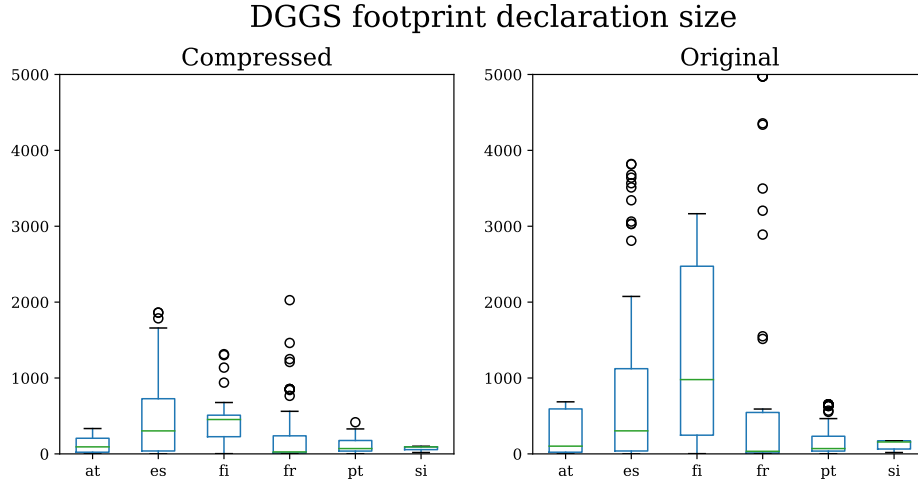 DGGS footprint declaration size
Compressed
Original
5000
4000
3000
2000
1000
0
at es fi fr pt si
5000
4000
3000
2000
1000
0
at es fi fr pt si